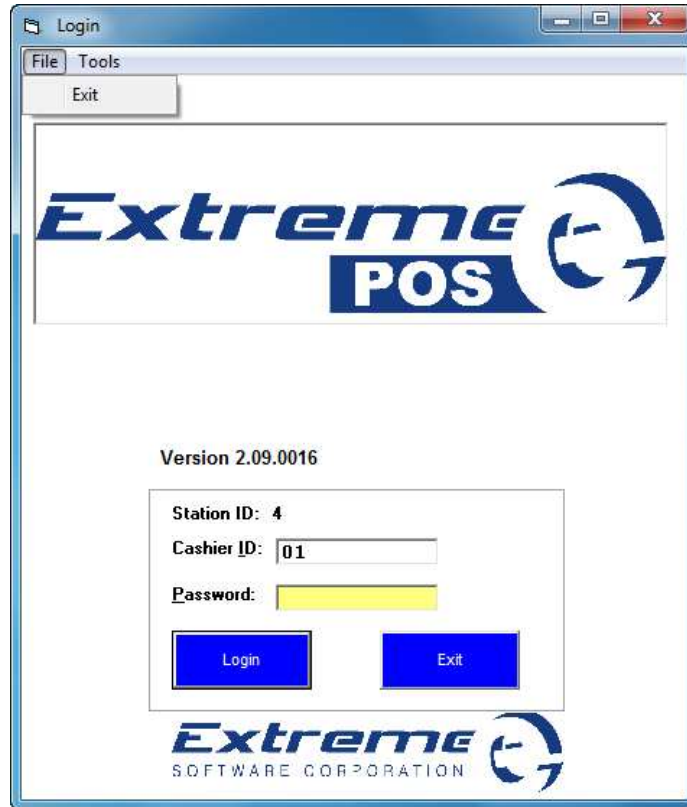 Login
File Tools
Exit
Extreme
POS
Version 2.09.0016
Station ID: 4
Cashier ID: 01
Password:
Login Exit
Extreme
SOFTWARE CORPORATION